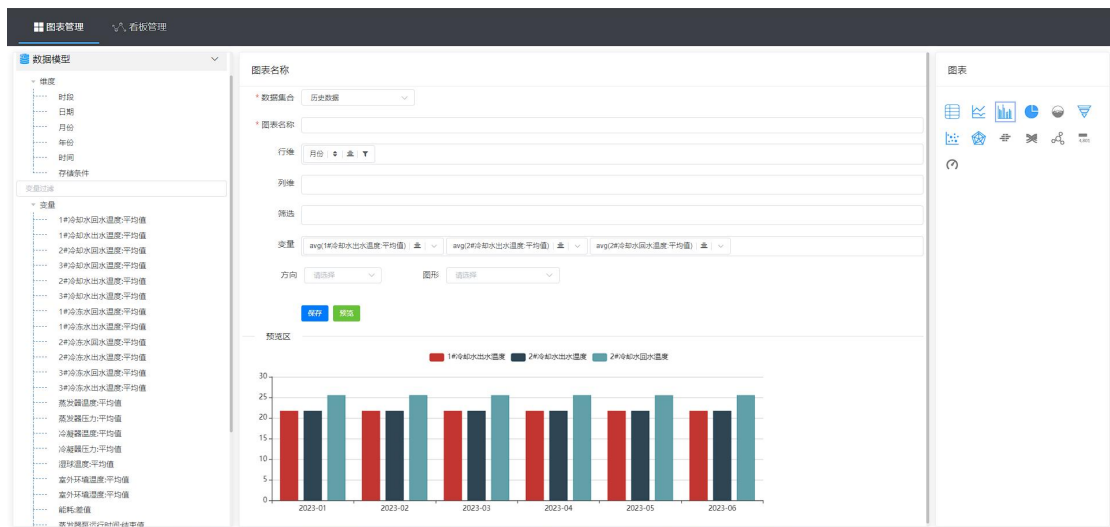 图表管理 看板管理
数据模型
维度
时段
日期
月份
年份
时间
存储条件
变量过滤
变量
1#冷却水回水温度:平均值
1#冷却水出水温度:平均值
2#冷却水回水温度:平均值
3#冷却水回水温度:平均值
2#冷却水出水温度:平均值
3#冷却水出水温度:平均值
1#冷冻水回水温度:平均值
1#冷冻水出水温度:平均值
2#冷冻水回水温度:平均值
2#冷冻水出水温度:平均值
3#冷冻水回水温度:平均值
3#冷冻水出水温度:平均值
蒸发器温度:平均值
蒸发器压力:平均值
冷凝器温度:平均值
冷凝器压力:平均值
湿球温度:平均值
室外环境温度:平均值
室外环境湿度:平均值
能耗:差值
蒸发器泵运行时间:结束值
图表名称
*数据集合 历史数据
*图表名称
行维 月份
列维
筛选
变量 avg(1#冷却水出水温度:平均值) avg(2#冷却水出水温度:平均值) avg(2#冷却水回水温度:平均值)
方向 请选择 图形 请选择
保存 预览
预览区
1#冷却水出水温度 2#冷却水出水温度 2#冷却水回水温度
30
25
20
15
10
5
0
2023-01 2023-02 2023-03 2023-04 2023-05 2023-06
图表